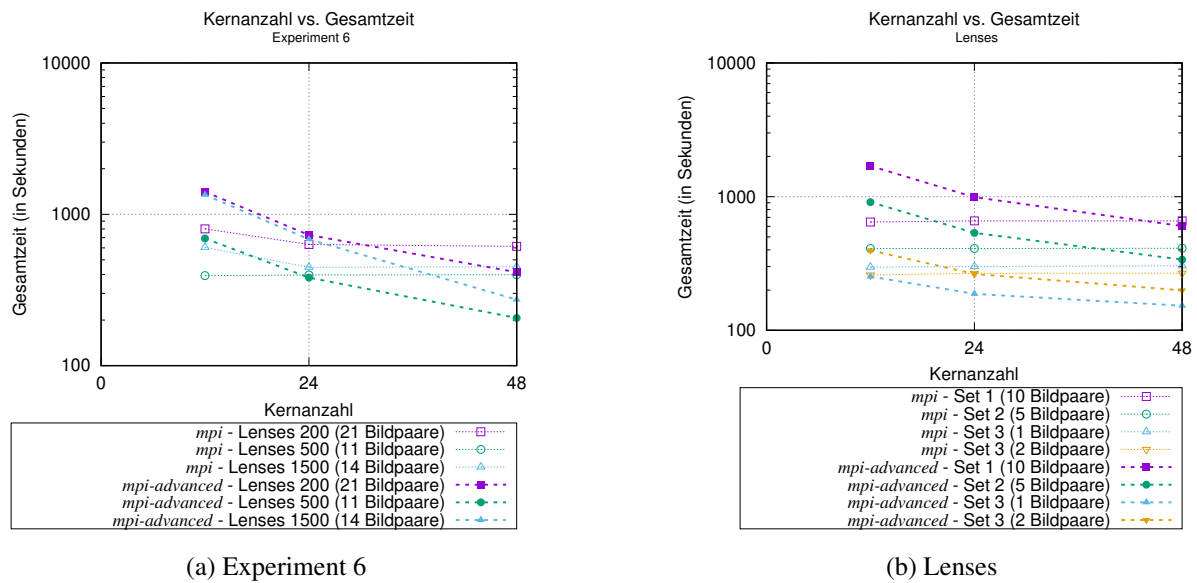 Kernanzahl vs. Gesamtzeit
Experiment 6
10000
1000
100
0
24
48
Gesamtzeit (in Sekunden)
Kernanzahl
mpi - Lenses 200 (21 Bildpaare)
mpi - Lenses 500 (11 Bildpaare)
mpi - Lenses 1500 (14 Bildpaare)
mpi-advanced - Lenses 200 (21 Bildpaare)
mpi-advanced - Lenses 500 (11 Bildpaare)
mpi-advanced - Lenses 1500 (14 Bildpaare)
(a) Experiment 6
Kernanzahl vs. Gesamtzeit
Lenses
10000
1000
100
0
24
48
Gesamtzeit (in Sekunden)
Kernanzahl
mpi - Set 1 (10 Bildpaare)
mpi - Set 2 (5 Bildpaare)
mpi - Set 3 (1 Bildpaare)
mpi - Set 3 (2 Bildpaare)
mpi-advanced - Set 1 (10 Bildpaare)
mpi-advanced - Set 2 (5 Bildpaare)
mpi-advanced - Set 3 (1 Bildpaare)
mpi-advanced - Set 3 (2 Bildpaare)
(b) Lenses